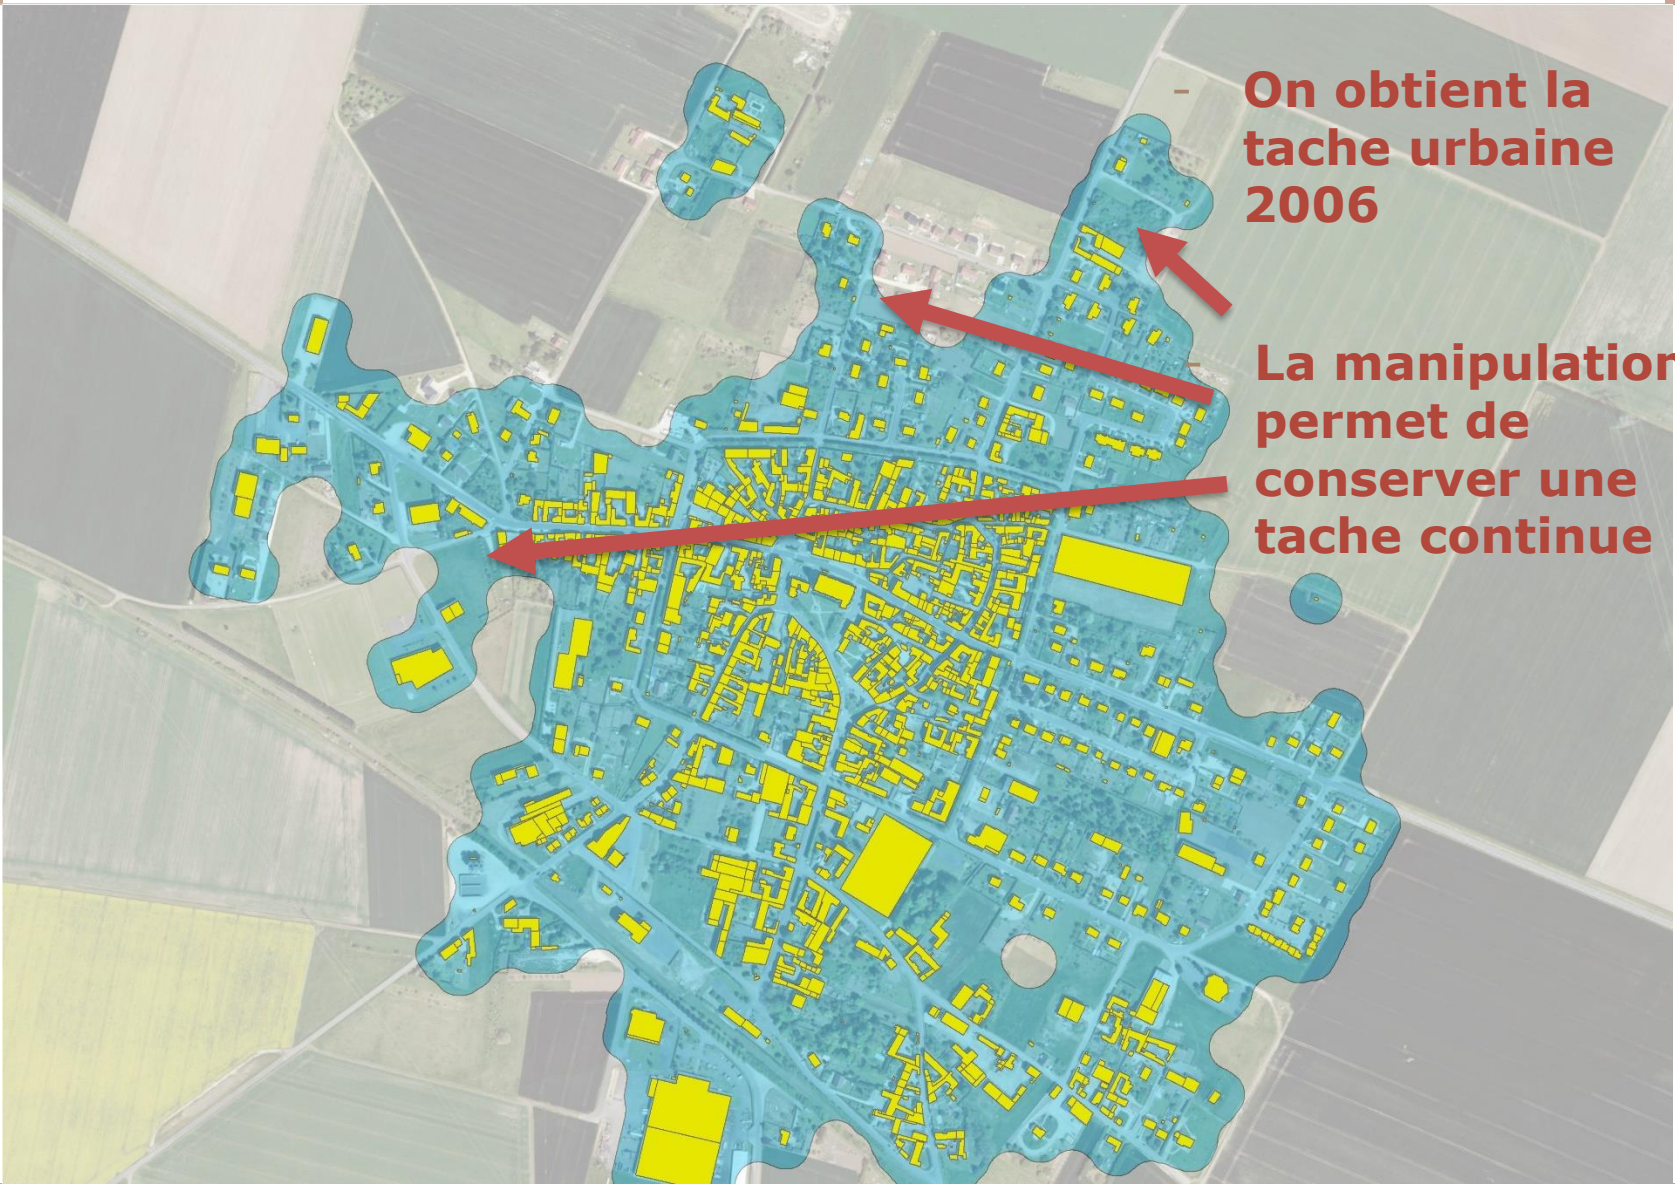 - On obtient la
tache urbaine
2006
- La manipulation
permet de
conserver une
tache continue